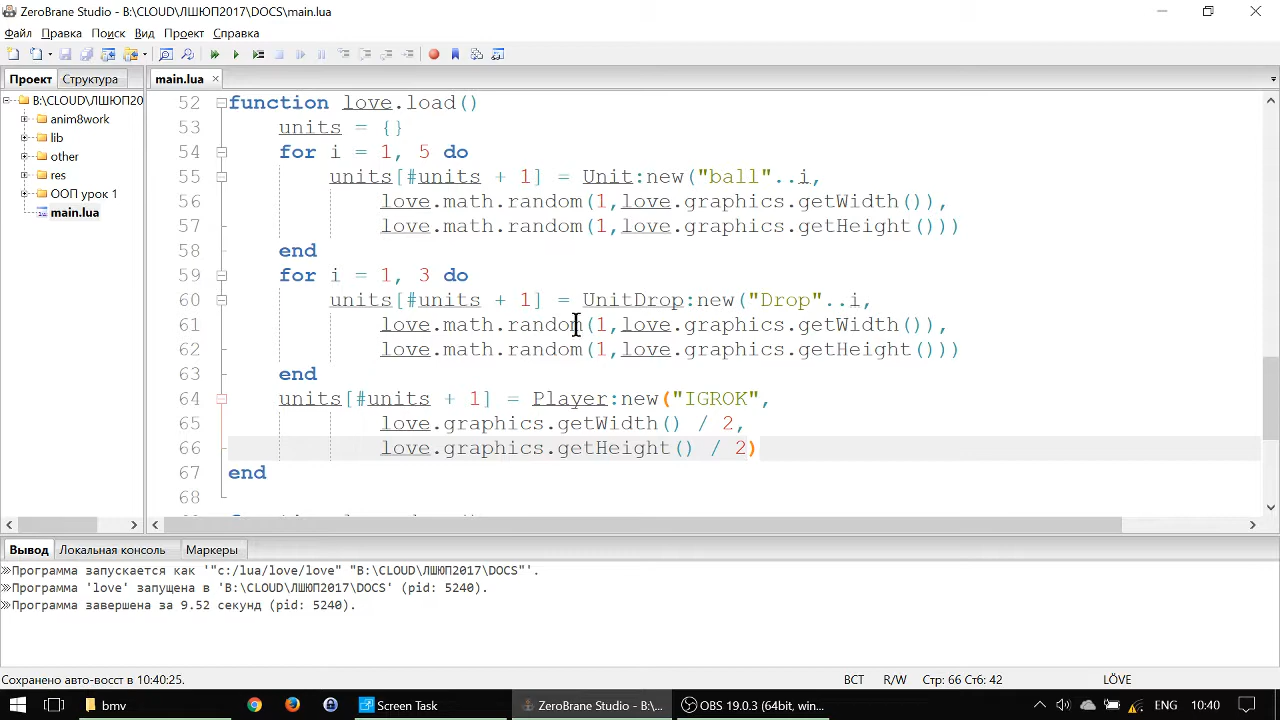 ZeroBrane Studio - B:\CLOUD\ЛШЮП2017\DOCS\main.lua
Файл Правка Поиск Вид Проект Справка
Проект Структура
main.lua
B:\CLOUD\ЛШЮП20
anim8work
lib
other
res
ООП урок 1
main.lua
52 function love.load()
53 units = {}
54 for i = 1, 5 do
55 units[#units + 1] = Unit:new("ball"..i,
56 love.math.random(1,love.graphics.getWidth()),
57 love.math.random(1,love.graphics.getHeight()))
58 end
59 for i = 1, 3 do
60 units[#units + 1] = UnitDrop:new("Drop"..i,
61 love.math.random(1,love.graphics.getWidth()),
62 love.math.random(1,love.graphics.getHeight()))
63 end
64 units[#units + 1] = Player:new("IGROK",
65 love.graphics.getWidth() / 2,
66 love.graphics.getHeight() / 2)
67 end
68
Вывод Локальная консоль Маркеры
Программа запускается как '"c:/lua/love/love" "B:\CLOUD\ЛШЮП2017\DOCS"'.
Программа 'love' запущена в 'B:\CLOUD\ЛШЮП2017\DOCS' (pid: 5240).
Программа завершена за 9.52 секунд (pid: 5240).
Сохранено авто-восст в 10:40:25. ВСТ R/W Стр: 66 Стб: 42 LÖVE
bmv Screen Task ZeroBrane Studio - B:\... OBS 19.0.3 (64bit, win... ENG 10:40